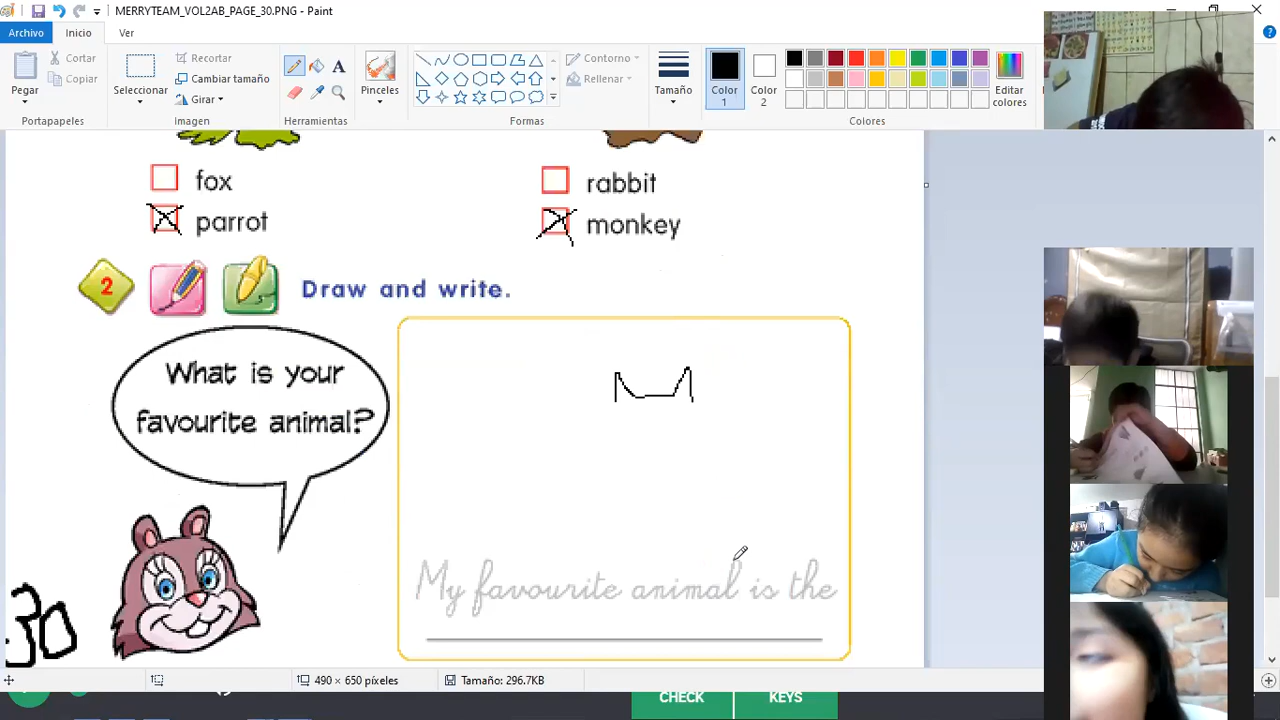 MERRYTEAM_VOL2AB_PAGE_30.PNG - Paint
Archivo Inicio Ver
Pegar
Cortar
Copiar
Portapapeles
Seleccionar
Recortar
Cambiar tamaño
Girar
Imagen
A
Herramientas
Pinceles
Contorno
Rellenar
Formas
Tamaño
Color 1
Color 2
Editar colores
Colores
fox
parrot
rabbit
monkey
2 Draw and write.
What is your
favourite animal?
My favourite animal is the
30
490 × 650 píxeles
Tamaño: 296.7KB
CHECK KEYS